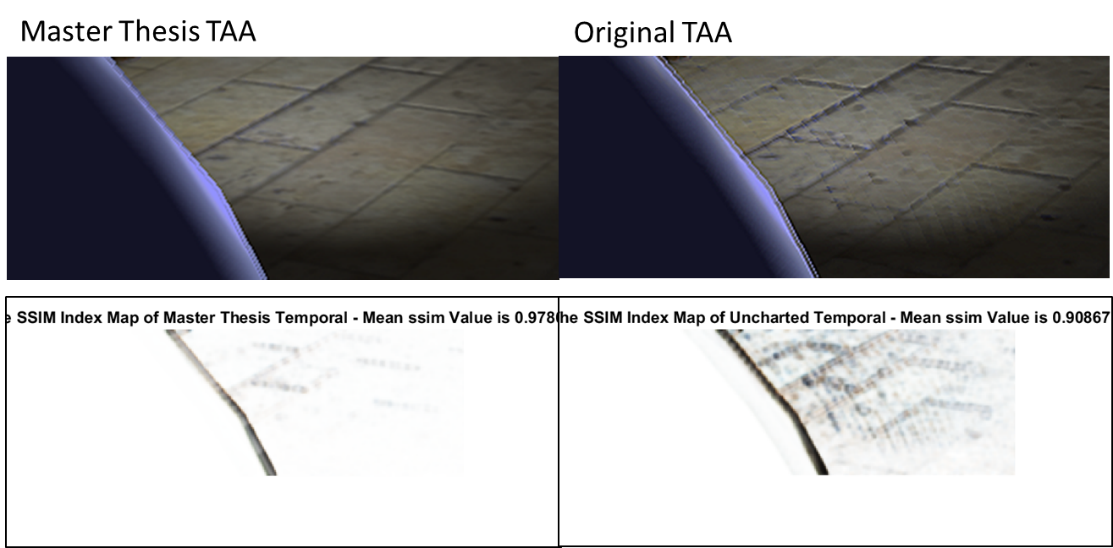 Master Thesis TAA
Original TAA
SSIM Index Map of Master Thesis Temporal - Mean ssim Value is 0.978
SSIM Index Map of Uncharted Temporal - Mean ssim Value is 0.90867